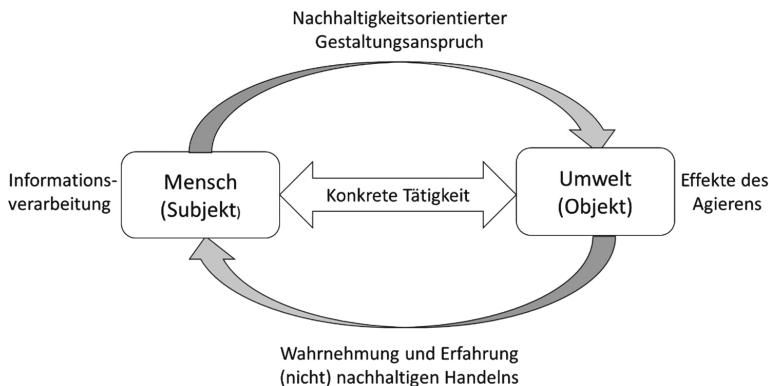 Nachhaltigkeitsorientierter
Gestaltungsanspruch
Informations-
verarbeitung
Mensch
(Subjekt)
Konkrete Tätigkeit
Umwelt
(Objekt)
Effekte des
Agierens
Wahrnehmung und Erfahrung
(nicht) nachhaltigen Handelns